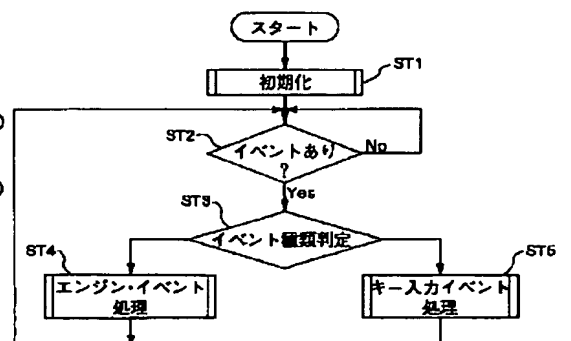 スタート
ST1
初期化
ST2
イベントあり
?
No
Yes
ST3
イベント種類判定
ST4
エンジン・イベント
処理
ST5
キー入力イベント
処理